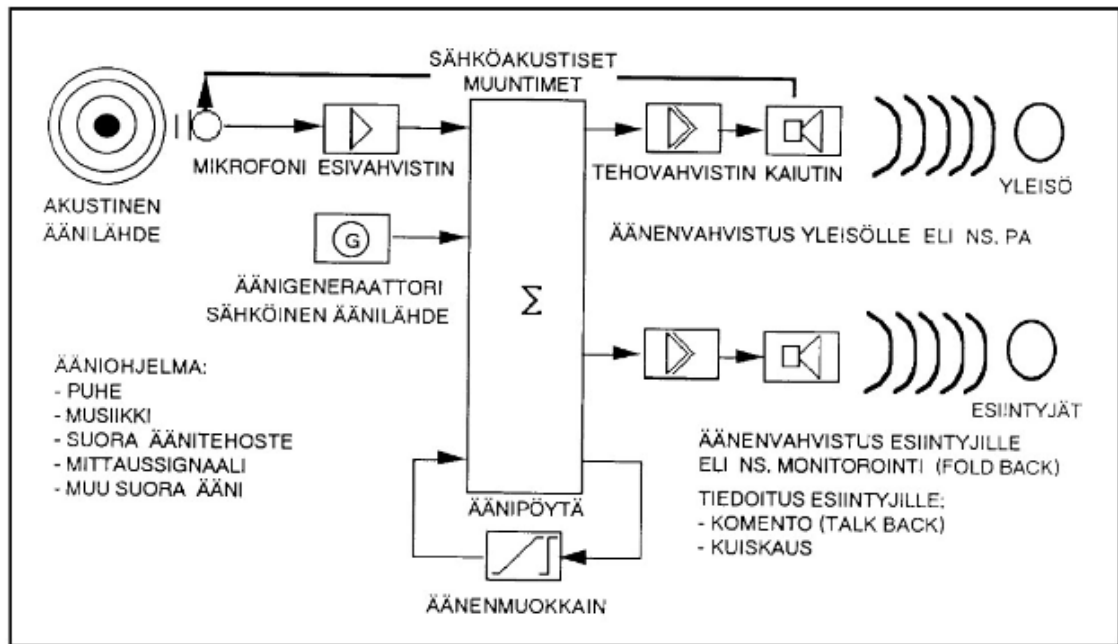 SÄHKÖAKUSTISET
MUUNTIMET
MIKROFONI ESIVAHVISTIN
TEHOVAHVISTIN KAIUTIN
YLEISÖ
AKUSTINEN
ÄÄNILÄHDE
ÄÄNENVAHVISTUS YLEISÖLLE ELI NS. PA
G
ÄÄNIGENERAATTORI
SÄHKÖINEN ÄÄNILÄHDE
Σ
ÄÄNIOHJELMA:
- PUHE
- MUSIIKKI
- SUORA ÄÄNITEHOSTE
- MITTAUSSIGNAALI
- MUU SUORA ÄÄNI
ESIINTYJÄT
ÄÄNENVAHVISTUS ESIINTYJILLE
ELI NS. MONITOROINTI (FOLD BACK)
TIEDOITUS ESIINTYJILLE:
- KOMENTO (TALK BACK)
- KUISKAUS
ÄÄNIPÖYTÄ
ÄÄNENMUOKKAIN